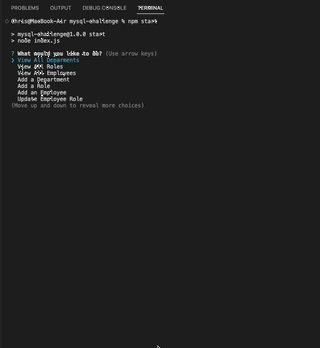 PROBLEMS OUTPUT DEBUG CONSOLE TERMINAL
chris@MacBook-Air mysql-challenge % npm start
> mysql-challenge@1.0.0 start
> node index.js
? What would you like to do? (Use arrow keys)
❯ View All Deparments
View All Roles
View All Employees
Add a Department
Add a Role
Add an Employee
Update Employee Role
(Move up and down to reveal more choices)